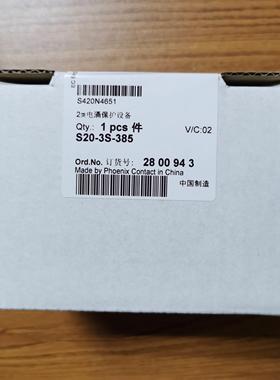 S420N4651
2类电涌保护设备
Qty.: 1 pcs 件
V/C:02
S20-3S-385
Ord.No. 订货号: 28 00 94 3
Made by Phoenix Contact in China
中国制造